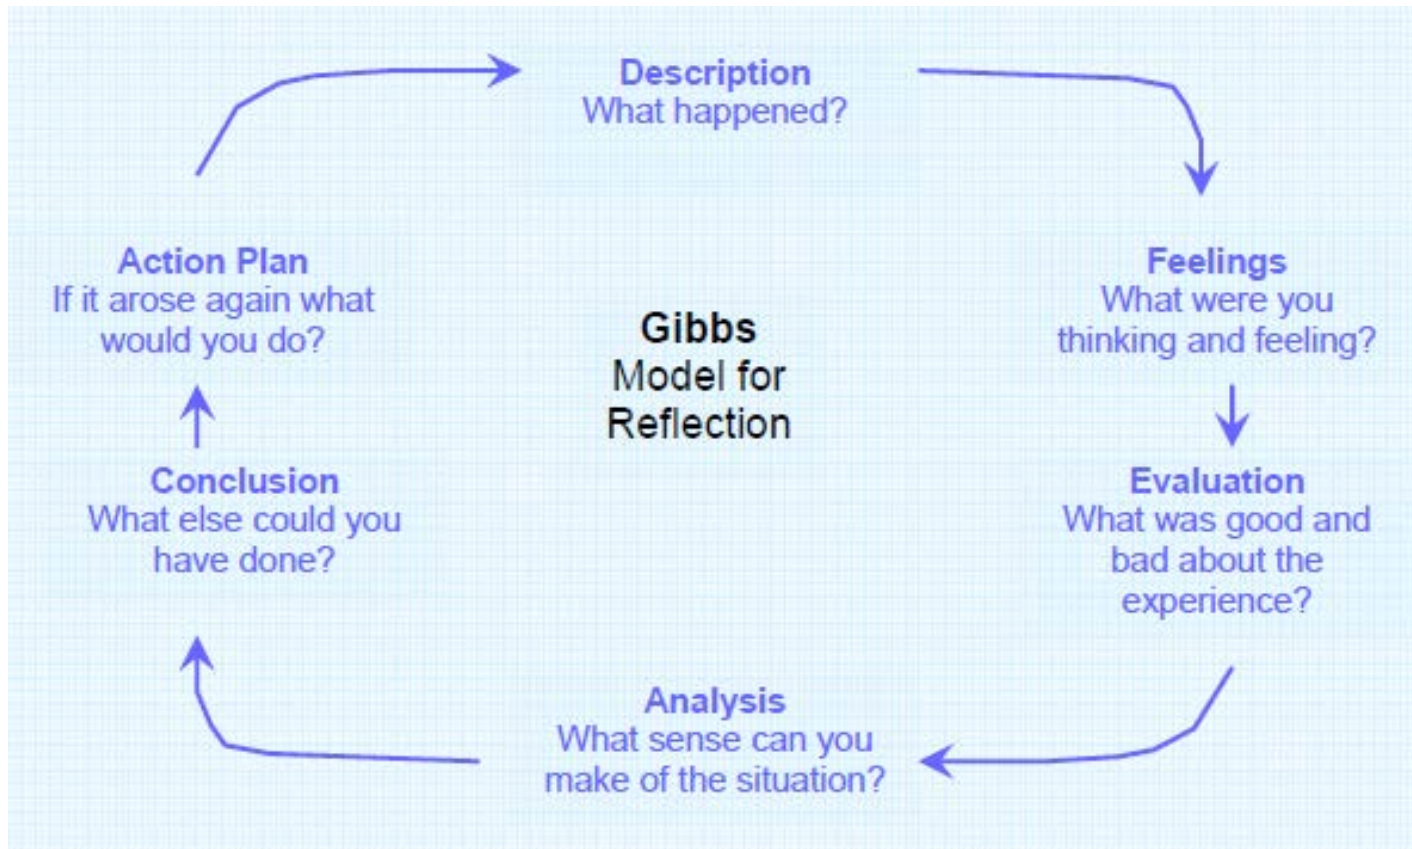 Description
What happened?
Feelings
What were you
thinking and feeling?
Evaluation
What was good and
bad about the
experience?
Analysis
What sense can you
make of the situation?
Conclusion
What else could you
have done?
Action Plan
If it arose again what
would you do?
Gibbs
Model for
Reflection